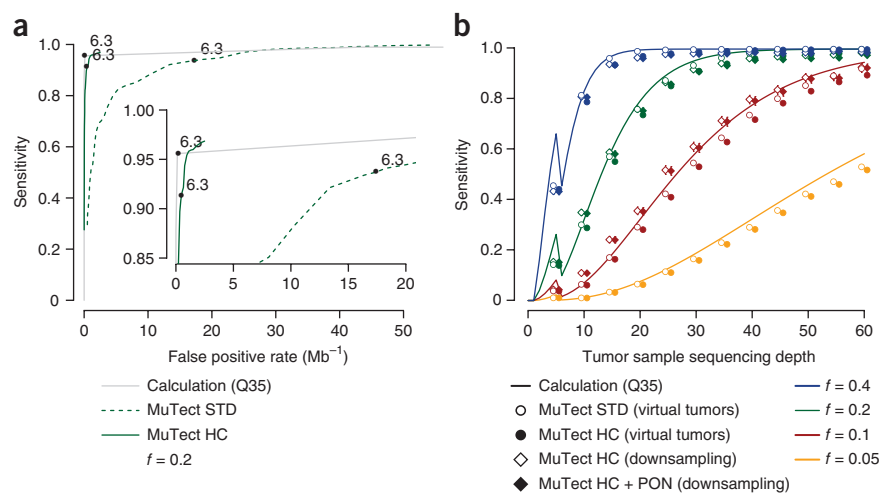 a
Sensitivity
1.0
0.8
0.6
0.4
0.2
0
6.3
6.3
6.3
1.00
0.95
0.90
0.85
6.3
6.3
6.3
0
5
10
15
20
0
10
20
30
40
50
False positive rate (Mb⁻¹)
Calculation (Q35)
MuTect STD
MuTect HC
f = 0.2
b
Sensitivity
1.0
0.8
0.6
0.4
0.2
0
0
10
20
30
40
50
60
Tumor sample sequencing depth
Calculation (Q35)
MuTect STD (virtual tumors)
MuTect HC (virtual tumors)
MuTect HC (downsampling)
MuTect HC + PON (downsampling)
f = 0.4
f = 0.2
f = 0.1
f = 0.05